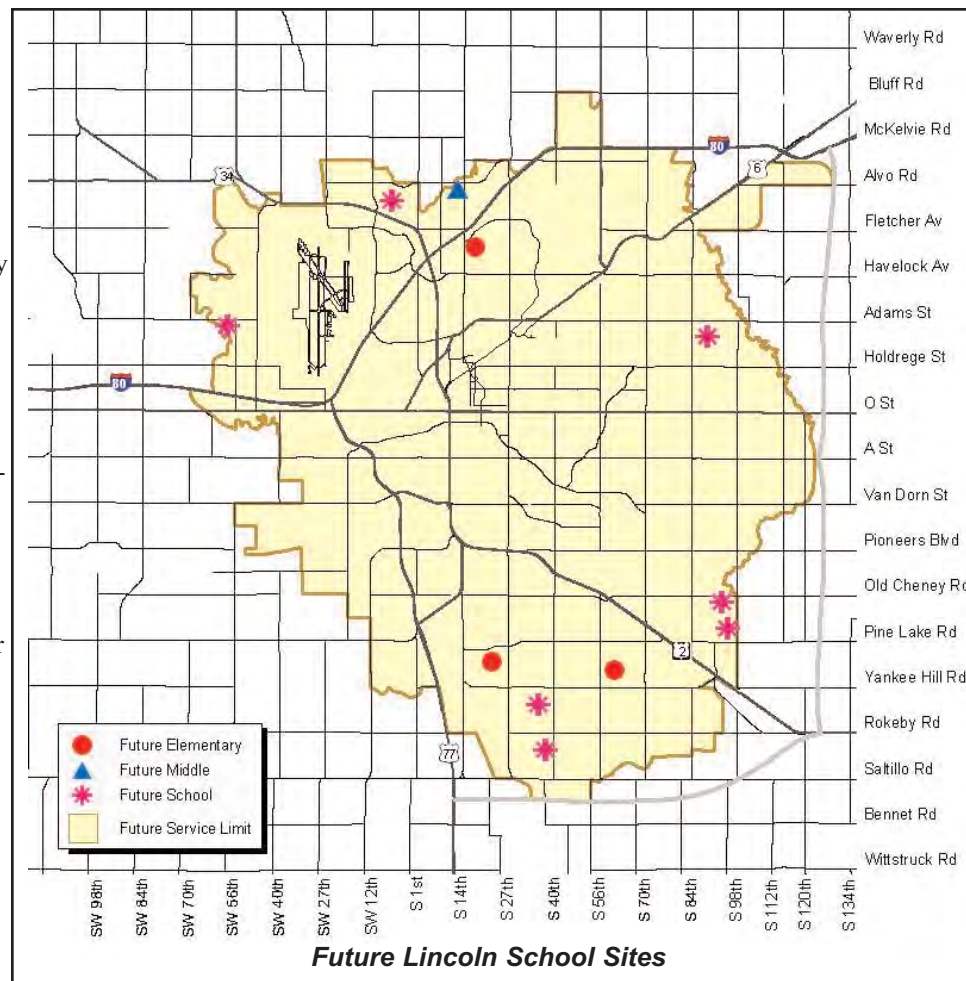 Waverly Rd
Bluff Rd
McKelvie Rd
80
6
34
Alvo Rd
Fletcher Av
y
Havelock Av
Adams St
Holdrege St
80
O St
A St
Van Dorn St
Pioneers Blvd
Old Cheney Rd
Pine Lake Rd
r
2
Yankee Hill Rd
Rokeby Rd
77
Saltillo Rd
Bennet Rd
Wittstruck Rd
Future Elementary
Future Middle
Future School
Future Service Limit
SW 98th
SW 84th
SW 70th
SW 56th
SW 40th
SW 27th
SW 12th
S 1st
S 14th
S 27th
S 40th
S 56th
S 70th
S 84th
S 98th
S 112th
S 120th
S 134th
Future Lincoln School Sites